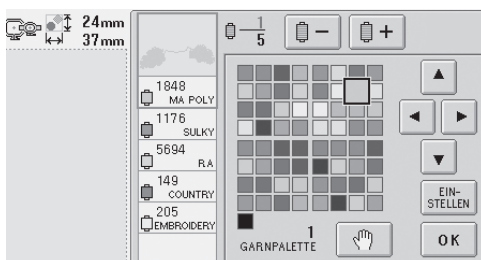 24mm
37mm
1
5
−
+
1848
MA POLY
1176
SULKY
5694
RA
149
COUNTRY
205
EMBROIDERY
1
GARNPALETTE
EIN-
STELLEN
OK